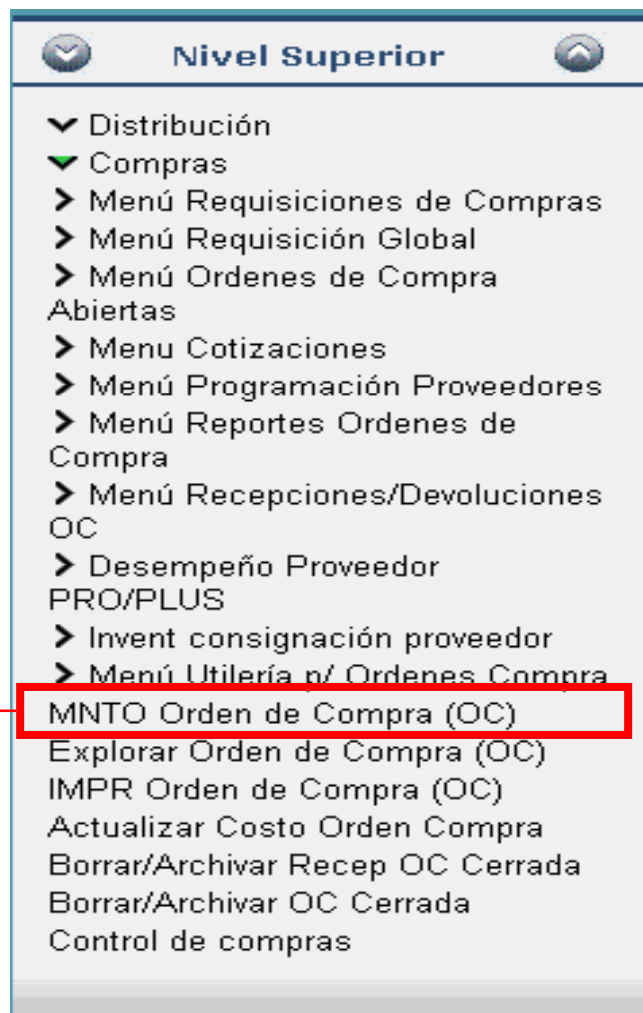 Nivel Superior
Distribución
Compras
Menú Requisiciones de Compras
Menú Requisición Global
Menú Ordenes de Compra
Abiertas
Menu Cotizaciones
Menú Programación Proveedores
Menú Reportes Ordenes de
Compra
Menú Recepciones/Devoluciones
OC
Desempeño Proveedor
PRO/PLUS
Invent consignación proveedor
Menú Utilería p/ Ordenes Compra
MNTO Orden de Compra (OC)
Explorar Orden de Compra (OC)
IMPR Orden de Compra (OC)
Actualizar Costo Orden Compra
Borrar/Archivar Recep OC Cerrada
Borrar/Archivar OC Cerrada
Control de compras